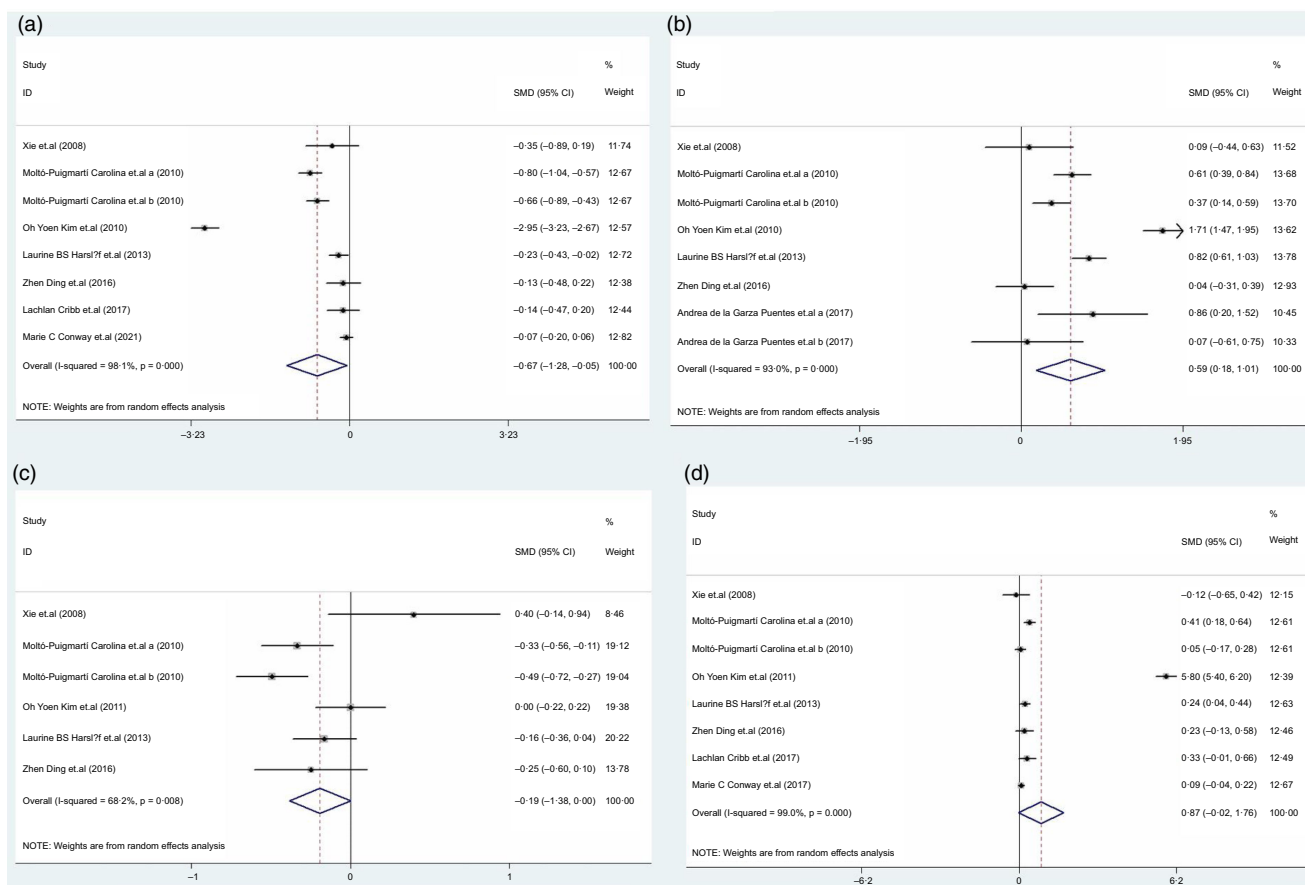 (a)
Study %
ID SMD (95% CI) Weight
Xie et.al (2008) −0·35 (−0·89, 0·19) 11·74
Moltó-Puigmartí Carolina et.al a (2010) −0·80 (−1·04, −0·57) 12·67
Moltó-Puigmartí Carolina et.al b (2010) −0·66 (−0·89, −0·43) 12·67
Oh Yoen Kim et.al (2010) −2·95 (−3·23, −2·67) 12·57
Laurine BS Harsl?f et.al (2013) −0·23 (−0·43, −0·02) 12·72
Zhen Ding et.al (2016) −0·13 (−0·48, 0·22) 12·38
Lachlan Cribb et.al (2017) −0·14 (−0·47, 0·20) 12·44
Marie C Conway et.al (2021) −0·07 (−0·20, 0·06) 12·82
Overall (I-squared = 98·1%, p = 0·000) −0·67 (−1·28, −0·05) 100·00
NOTE: Weights are from random effects analysis
−3·23 0 3·23
(b)
Study %
ID SMD (95% CI) Weight
Xie et.al (2008) 0·09 (−0·44, 0·63) 11·52
Moltó-Puigmartí Carolina et.al a (2010) 0·61 (0·39, 0·84) 13·68
Moltó-Puigmartí Carolina et.al b (2010) 0·37 (0·14, 0·59) 13·70
Oh Yoen Kim et.al (2010) 1·71 (1·47, 1·95) 13·62
Laurine BS Harsl?f et.al (2013) 0·82 (0·61, 1·03) 13·78
Zhen Ding et.al (2016) 0·04 (−0·31, 0·39) 12·93
Andrea de la Garza Puentes et.al a (2017) 0·86 (0·20, 1·52) 10·45
Andrea de la Garza Puentes et.al b (2017) 0·07 (−0·61, 0·75) 10·33
Overall (I-squared = 93·0%, p = 0·000) 0·59 (0·18, 1·01) 100·00
NOTE: Weights are from random effects analysis
−1·95 0 1·95
(c)
Study %
ID SMD (95% CI) Weight
Xie et.al (2008) 0·40 (−0·14, 0·94) 8·46
Moltó-Puigmartí Carolina et.al a (2010) −0·33 (−0·56, −0·11) 19·12
Moltó-Puigmartí Carolina et.al b (2010) −0·49 (−0·72, −0·27) 19·04
Oh Yoen Kim et.al (2011) 0·00 (−0·22, 0·22) 19·38
Laurine BS Harsl?f et.al (2013) −0·16 (−0·36, 0·04) 20·22
Zhen Ding et.al (2016) −0·25 (−0·60, 0·10) 13·78
Overall (I-squared = 68·2%, p = 0·008) −0·19 (−1·38, 0·00) 100·00
NOTE: Weights are from random effects analysis
−1 0 1
(d)
Study %
ID SMD (95% CI) Weight
Xie et.al (2008) −0·12 (−0·65, 0·42) 12·15
Moltó-Puigmartí Carolina et.al a (2010) 0·41 (0·18, 0·64) 12·61
Moltó-Puigmartí Carolina et.al b (2010) 0·05 (−0·17, 0·28) 12·61
Oh Yoen Kim et.al (2011) 5·80 (5·40, 6·20) 12·39
Laurine BS Harsl?f et.al (2013) 0·24 (0·04, 0·44) 12·63
Zhen Ding et.al (2016) 0·23 (−0·13, 0·58) 12·46
Lachlan Cribb et.al (2017) 0·33 (−0·01, 0·66) 12·49
Marie C Conway et.al (2017) 0·09 (−0·04, 0·22) 12·67
Overall (I-squared = 99.0%, p = 0.000) 0·87 (−0·02, 1·76) 100·00
NOTE: Weights are from random effects analysis
−6·2 0 6·2